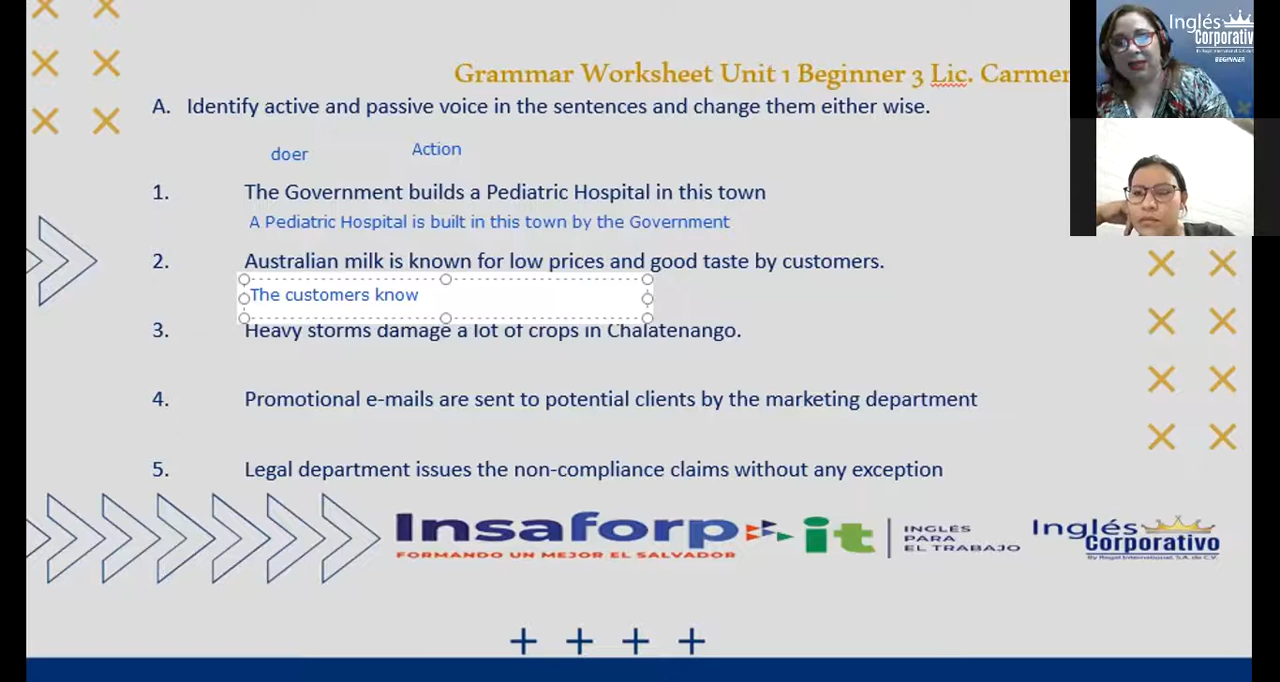 Grammar Worksheet Unit 1 Beginner 3 Lic. Carmen
A. Identify active and passive voice in the sentences and change them either wise.
doer Action
1. The Government builds a Pediatric Hospital in this town
A Pediatric Hospital is built in this town by the Government
2. Australian milk is known for low prices and good taste by customers.
The customers know
3. Heavy storms damage a lot of crops in Chalatenango.
4. Promotional e-mails are sent to potential clients by the marketing department
5. Legal department issues the non-compliance claims without any exception
Insaforp
FORMANDO UN MEJOR EL SALVADOR
it
INGLÉS
PARA
EL TRABAJO
Inglés
Corporativo
By Regal International, S.A. de C.V.
Inglés
Corporativo
BEGINNER